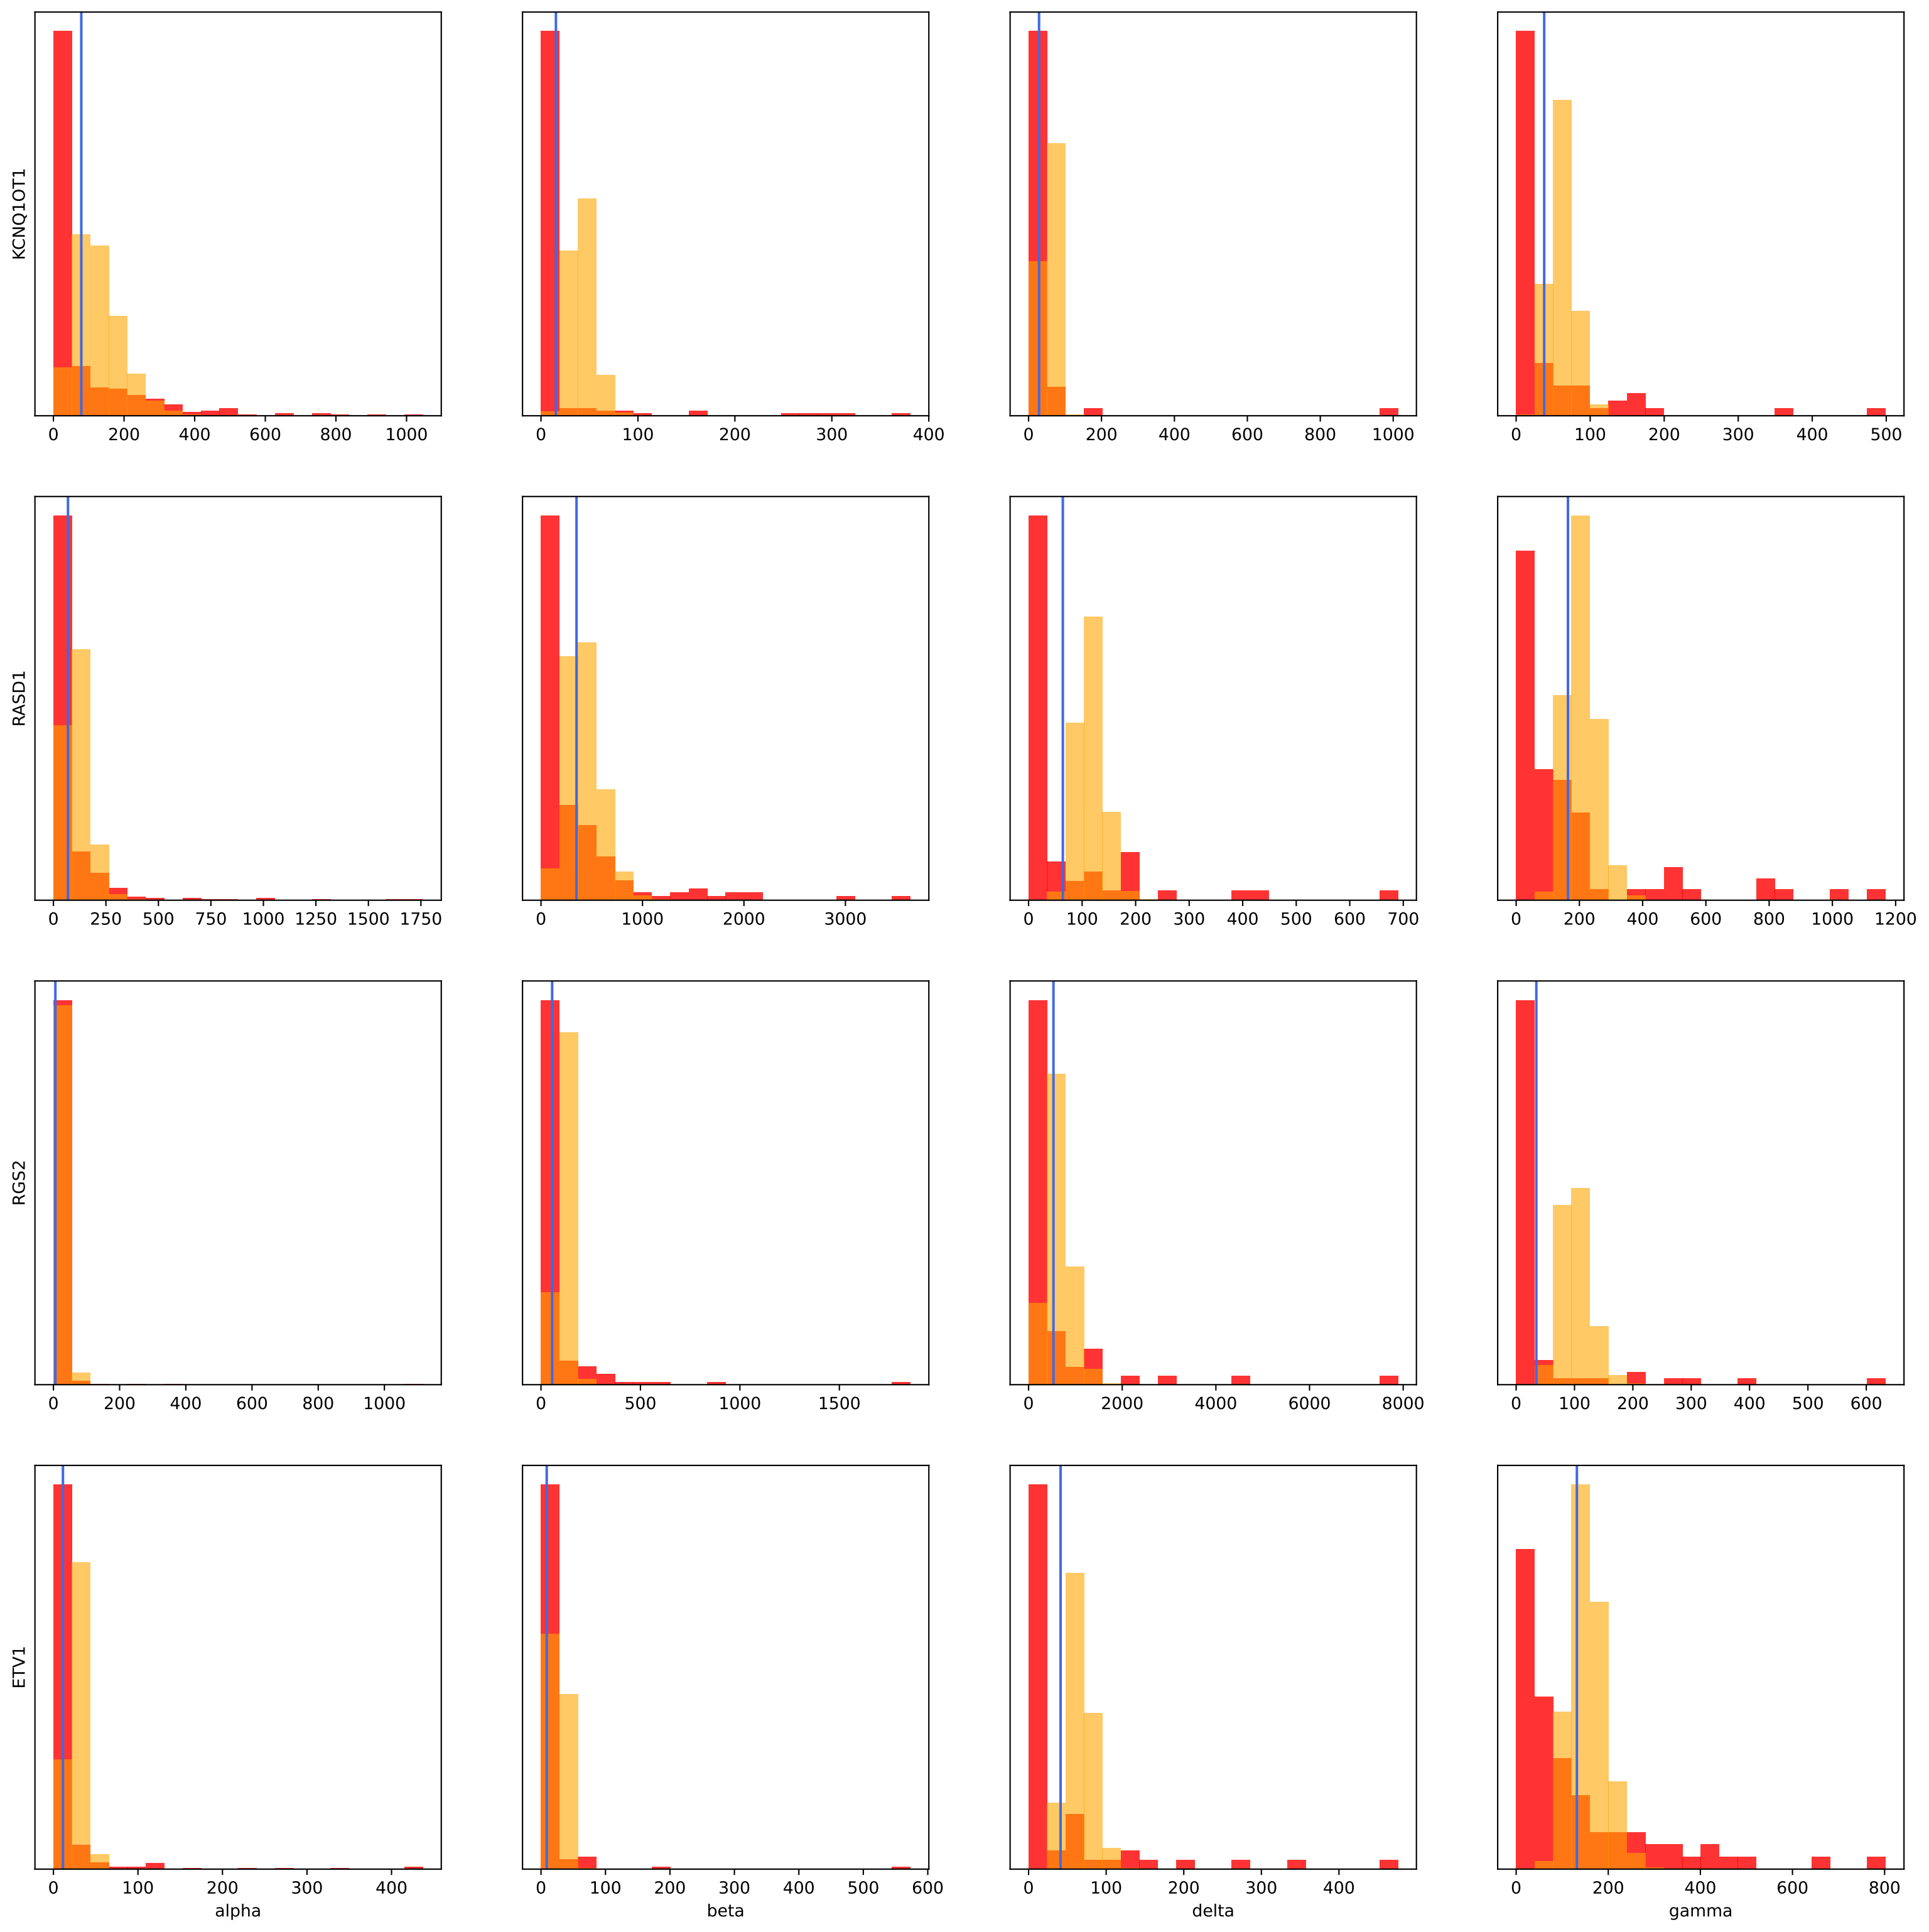 KCNQ1OT1
0 200 400 600 800 1000
0 100 200 300 400
0 200 400 600 800 1000
0 100 200 300 400 500
RASD1
0 250 500 750 1000 1250 1500 1750
0 1000 2000 3000
0 100 200 300 400 500 600 700
0 200 400 600 800 1000 1200
RGS2
0 200 400 600 800 1000
0 500 1000 1500
0 2000 4000 6000 8000
0 100 200 300 400 500 600
ETV1
0 100 200 300 400
0 100 200 300 400 500 600
0 100 200 300 400
0 200 400 600 800
alpha
beta
delta
gamma